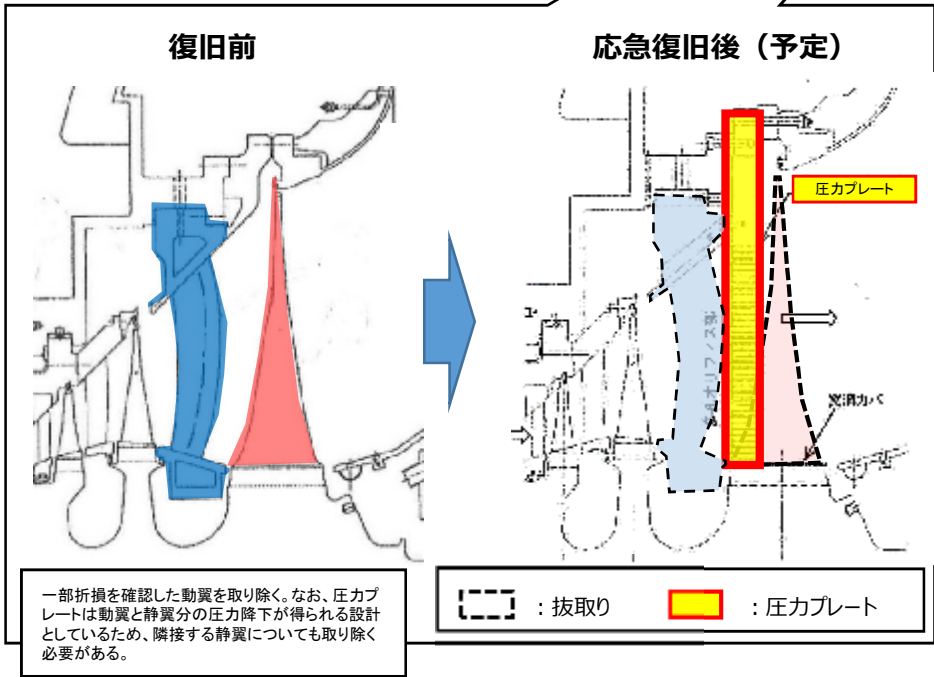 復旧前
応急復旧後（予定）
圧力プレート
一部折損を確認した動翼を取り除く。なお、圧力プ
レートは動翼と静翼分の圧力降下が得られる設計
としているため、隣接する静翼についても取り除く
必要がある。
：抜取り
：圧力プレート